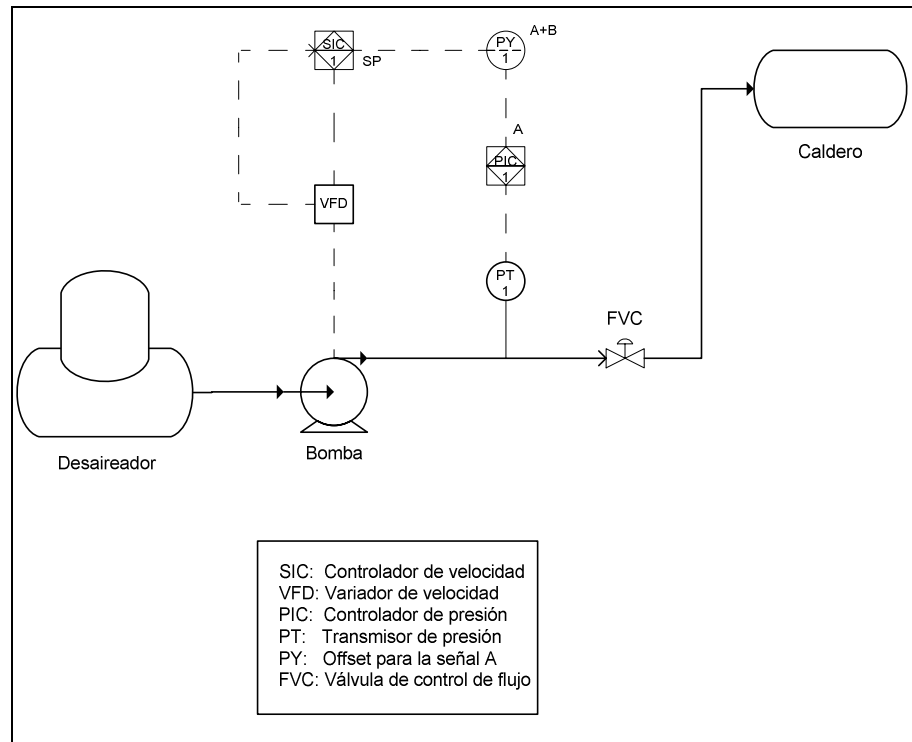 SIC
1
SP
PY
1
A+B
A
PIC
1
VFD
PT
1
FVC
Caldero
Desaireador
Bomba
SIC: Controlador de velocidad
VFD: Variador de velocidad
PIC: Controlador de presión
PT: Transmisor de presión
PY: Offset para la señal A
FVC: Válvula de control de flujo